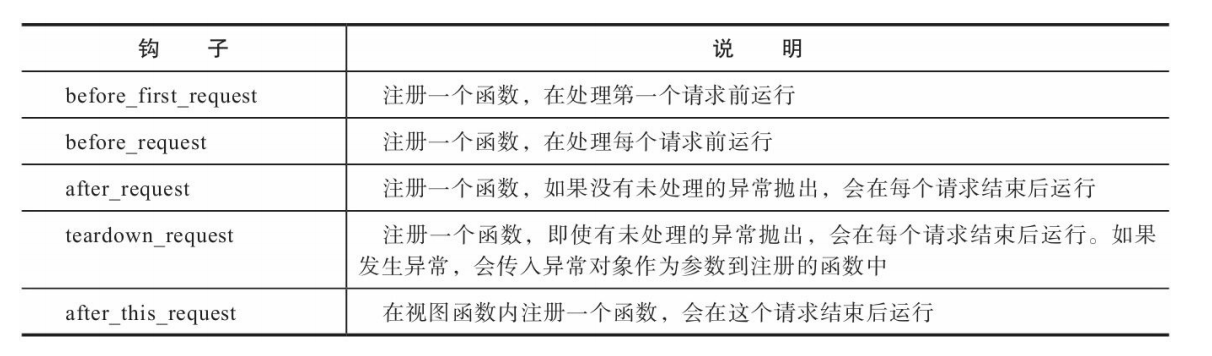 钩 子 说 明
before_first_request 注册一个函数，在处理第一个请求前运行
before_request 注册一个函数，在处理每个请求前运行
after_request 注册一个函数，如果没有未处理的异常抛出，会在每个请求结束后运行
teardown_request 注册一个函数，即使有未处理的异常抛出，会在每个请求结束后运行。如果
发生异常，会传入异常对象作为参数到注册的函数中
after_this_request 在视图函数内注册一个函数，会在这个请求结束后运行